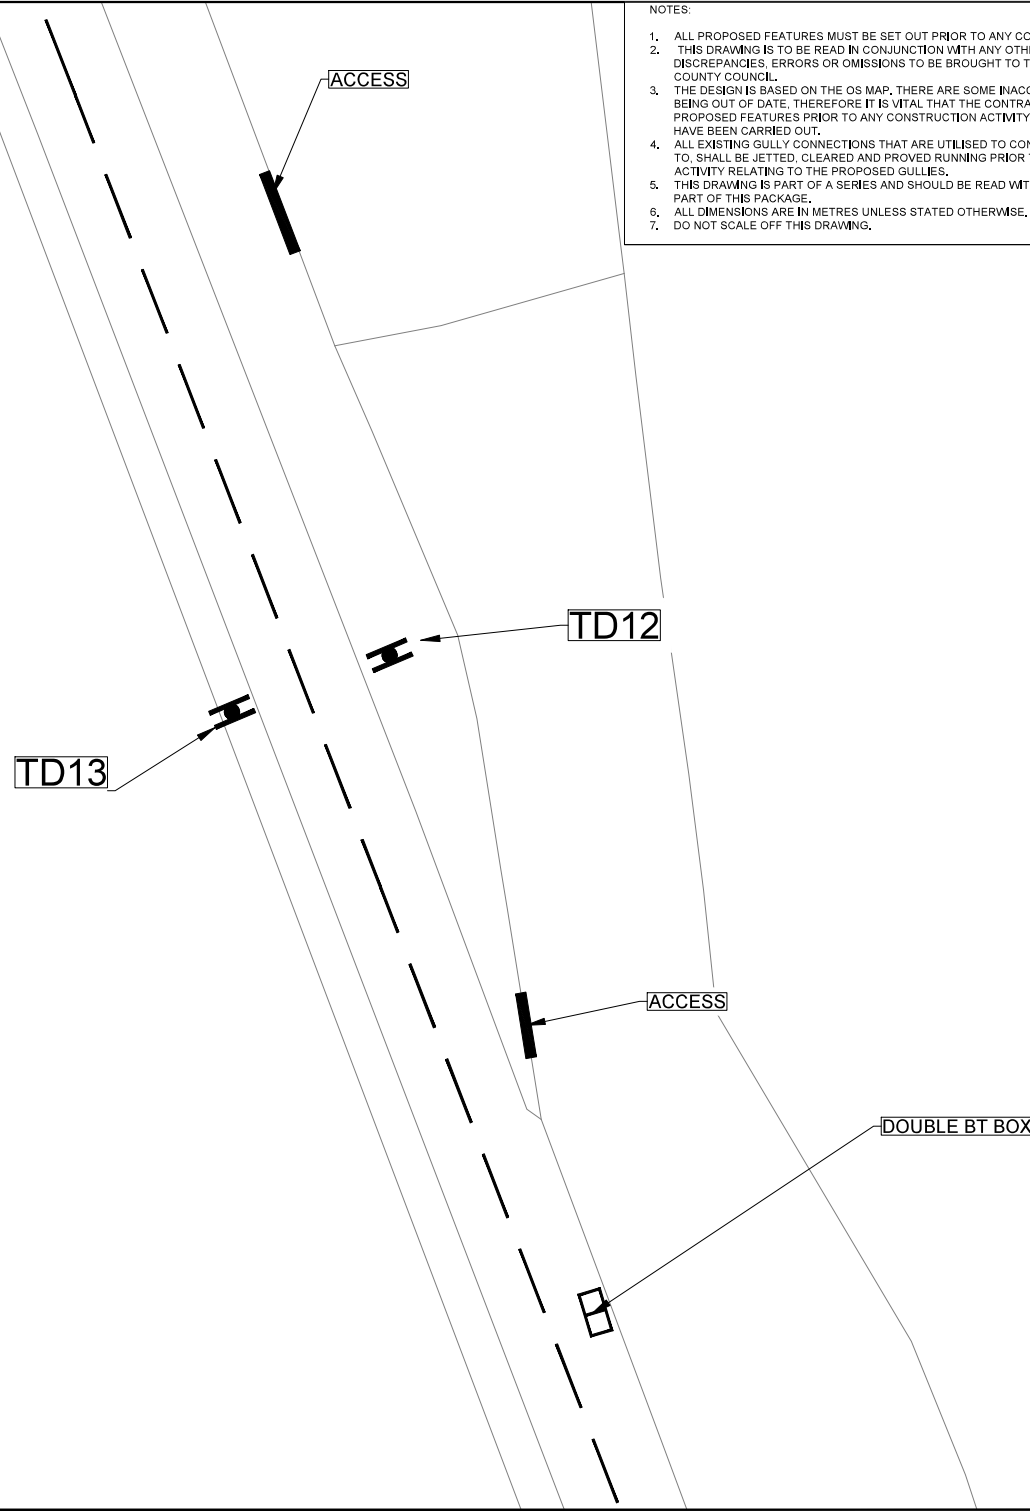 NOTES:
1. ALL PROPOSED FEATURES MUST BE SET OUT PRIOR TO ANY
2. THIS DRAWING IS TO BE READ IN CONJUNCTION WITH ANY
DISCREPANCIES, ERRORS OR OMISSIONS TO BE BROUGHT TO
COUNTY COUNCIL.
3. THE DESIGN IS BASED ON THE OS MAP. THERE ARE SOME
BEING OUT OF DATE, THEREFORE IT IS VITAL THAT THE
PROPOSED FEATURES PRIOR TO ANY CONSTRUCTION ACTIVITY
HAVE BEEN CARRIED OUT.
4. ALL EXISTING GULLY CONNECTIONS THAT ARE UTILISED TO
TO, SHALL BE JETTED, CLEARED AND PROVED RUNNING PRIOR
ACTIVITY RELATING TO THE PROPOSED GULLIES.
5. THIS DRAWING IS PART OF A SERIES AND SHOULD BE READ
PART OF THIS PACKAGE.
6. ALL DIMENSIONS ARE IN METRES UNLESS STATED OTHERWISE.
7. DO NOT SCALE OFF THIS DRAWING.
ACCESS
TD12
TD13
ACCESS
DOUBLE BT BOX